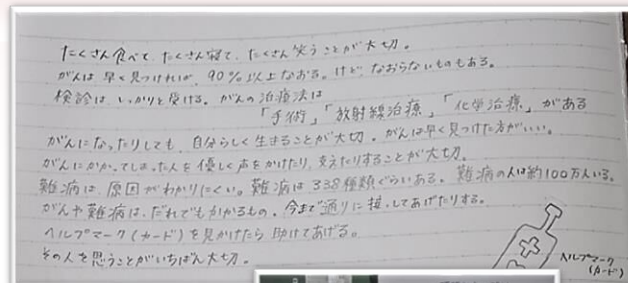 たくさん食べて、たくさん寝て、たくさん笑うことが大切。
がんは早く見つければ、90%以上なおる。けど、なおらないものもある。
検診は、しっかりと受ける。がんの治療法は
「手術」「放射線治療」「化学治療」がある
がんになったりしても、自分らしく生きることが大切。がんは早く見つけた方がいい。
がんにかかってしまった人を優しく声をかけたり、支えたりすることが大切。
難病は、原因がわかりにくい。難病は338種類ぐらいある。難病の人は約100万人いる。
がんや難病は、だれでもかかるもの。今まで通りに接してあげたりする。
ヘルプマーク(カード)を見かけたら助けてあげる。
その人を思うことがいちばん大切。
ヘルプマーク
(カード)